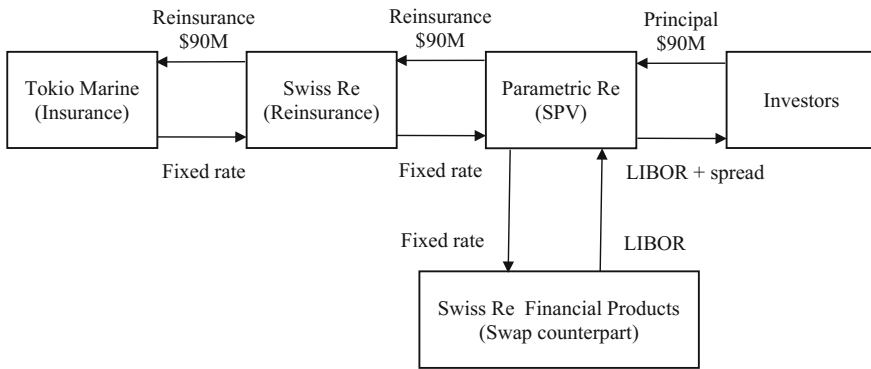 Reinsurance
$90M
Reinsurance
$90M
Principal
$90M
Tokio Marine
(Insurance)
Swiss Re
(Reinsurance)
Parametric Re
(SPV)
Investors
Fixed rate
Fixed rate
LIBOR + spread
Fixed rate
LIBOR
Swiss Re Financial Products
(Swap counterpart)